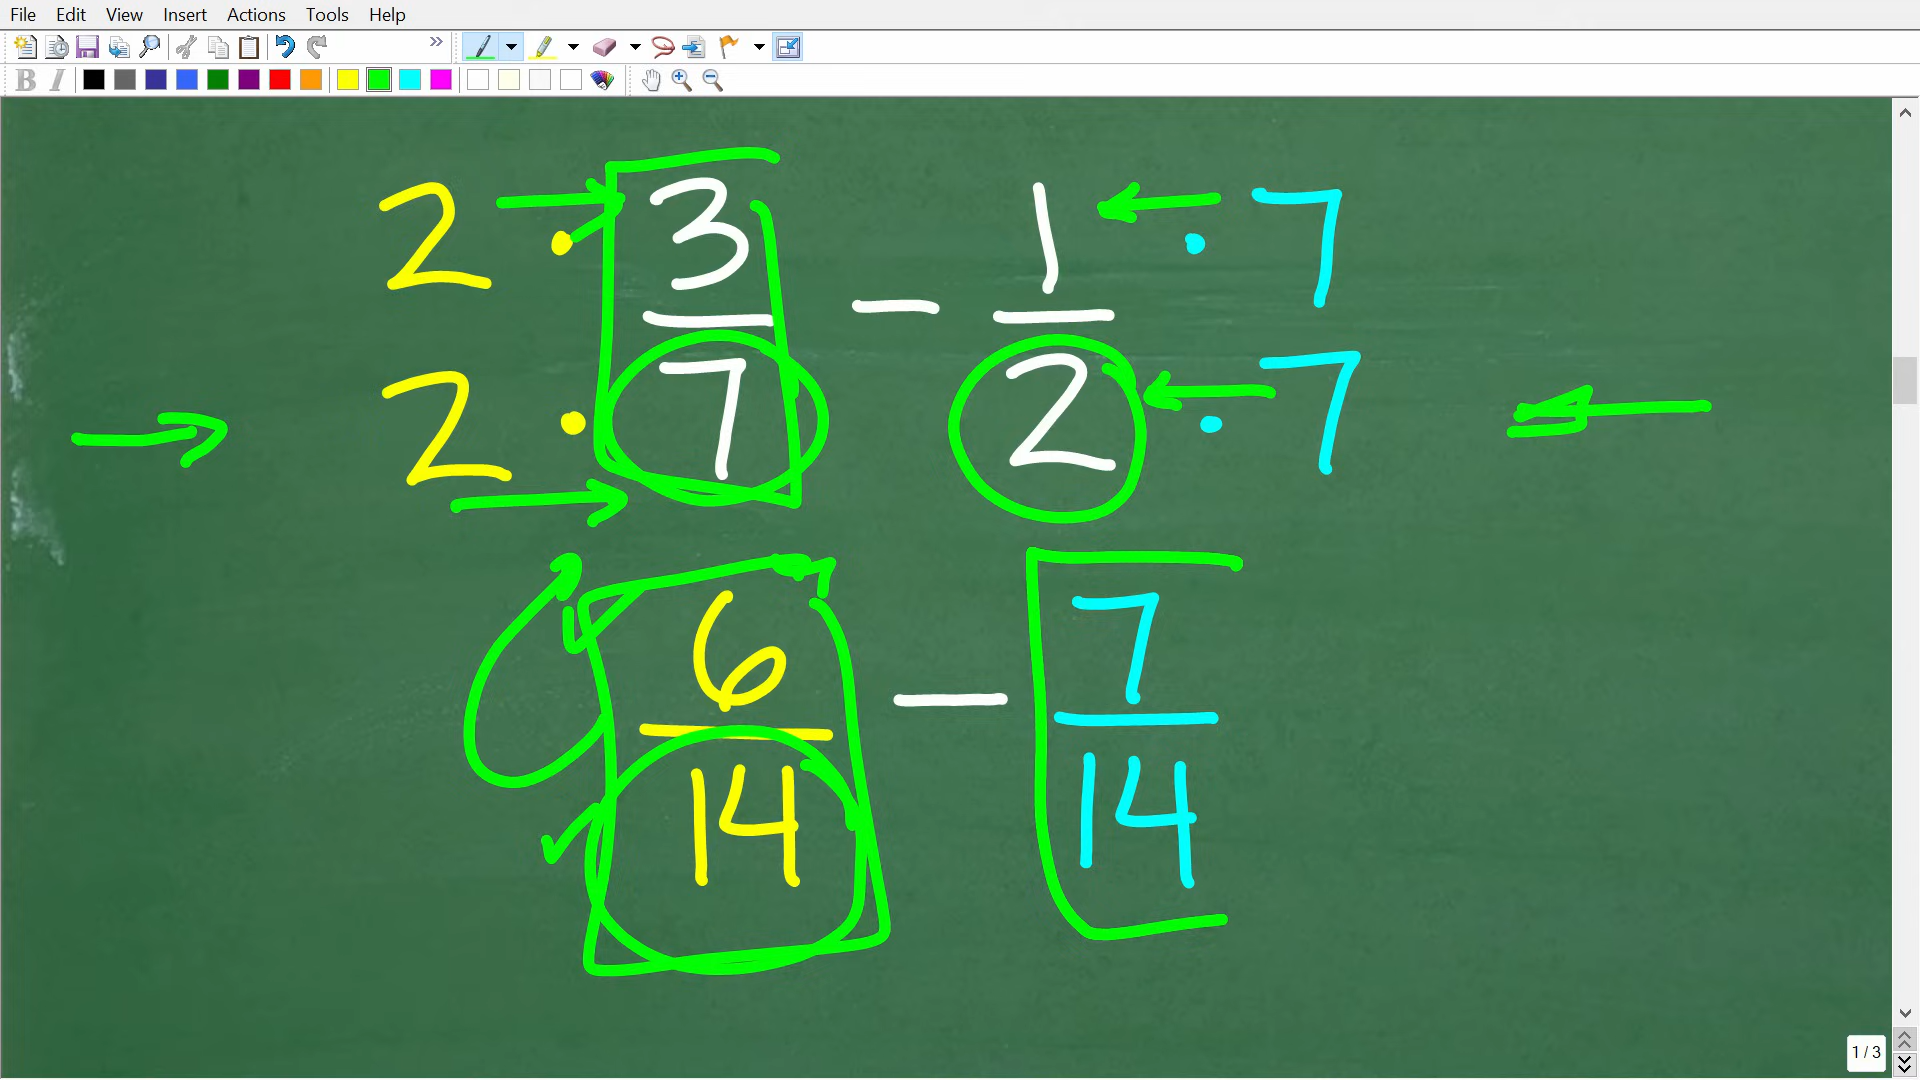 File Edit View Insert Actions Tools Help
B I
2 · 3 − 1 · 7
2 · 7 2 · 7
6 − 7
14 14
1 / 3